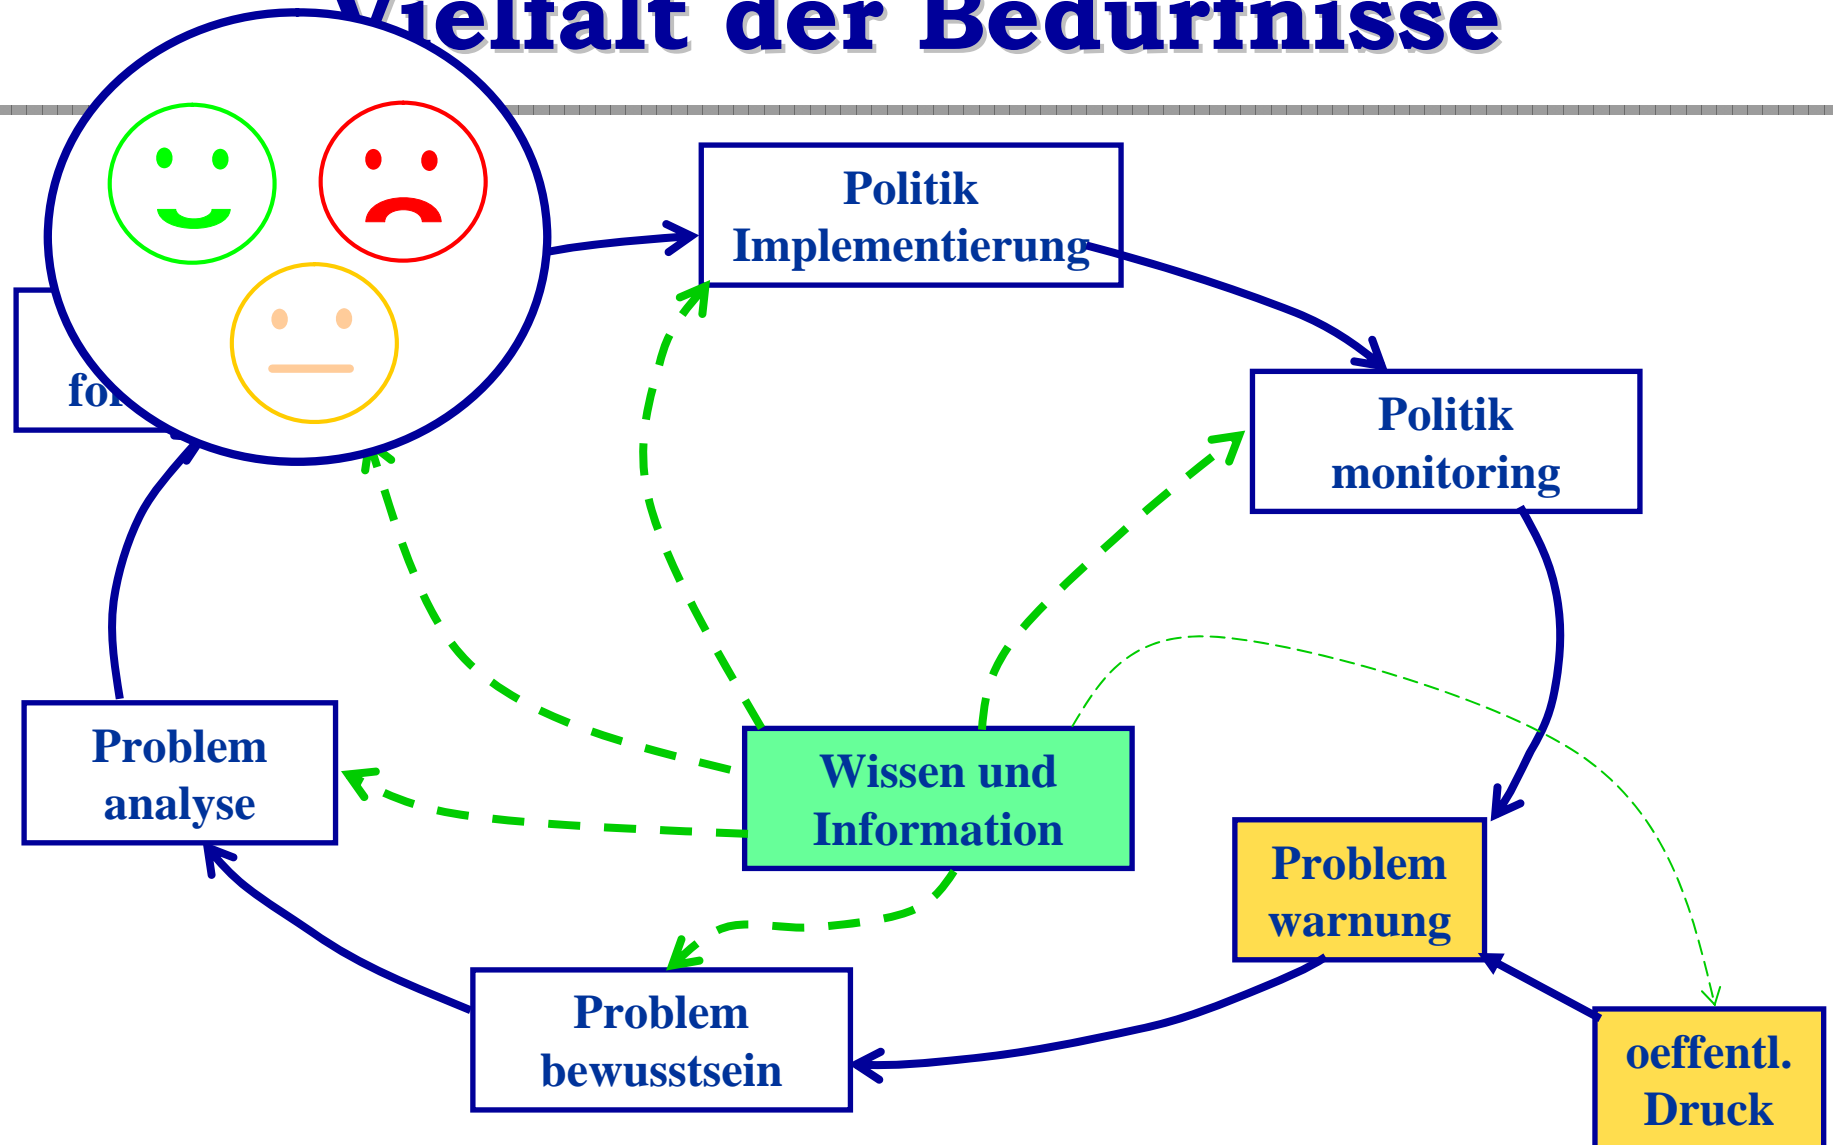 Vielfalt der Bedürfnisse
Politik
Implementierung
Politik
monitoring
Problem
analyse
Wissen und
Information
Problem
warnung
Problem
bewusstsein
oeffentl.
Druck